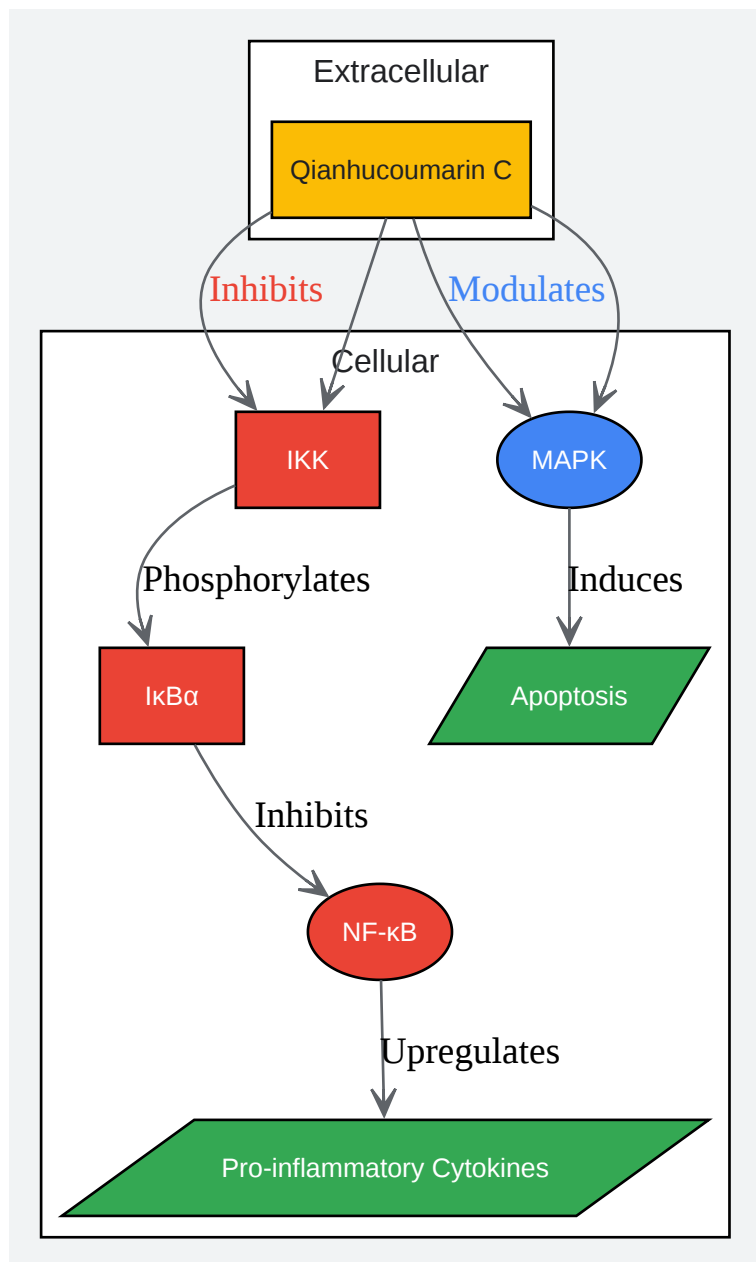 Extracellular
Qianhucoumarin C
Inhibits
Modulates
Cellular
IKK
MAPK
Phosphorylates
Induces
IκBα
Apoptosis
Inhibits
NF-κB
Upregulates
Pro-inflammatory Cytokines